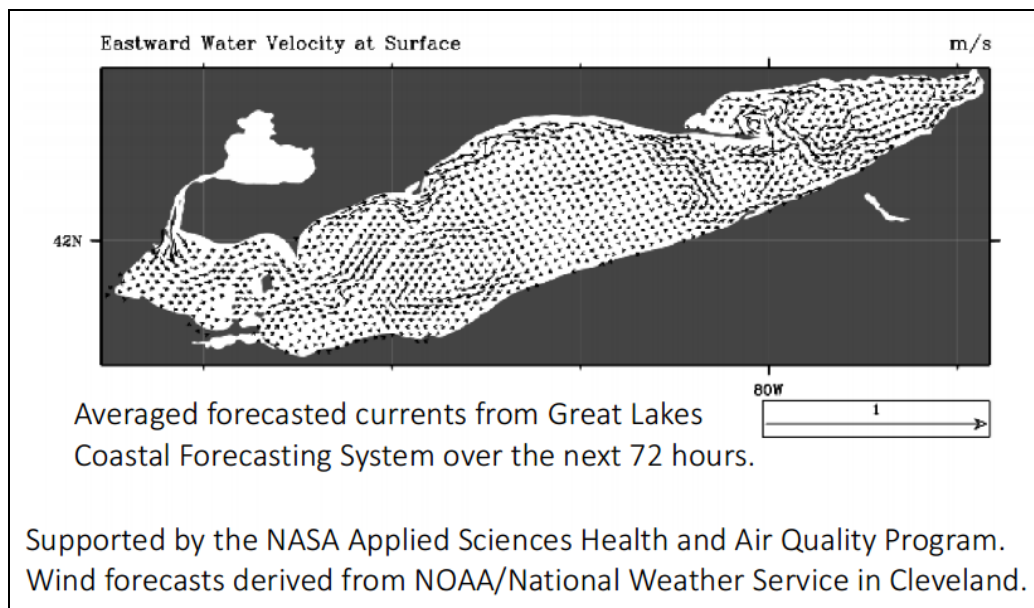 Eastward Water Velocity at Surface
m/s
42N
80W
1
Averaged forecasted currents from Great Lakes
Coastal Forecasting System over the next 72 hours.
Supported by the NASA Applied Sciences Health and Air Quality Program.
Wind forecasts derived from NOAA/National Weather Service in Cleveland.